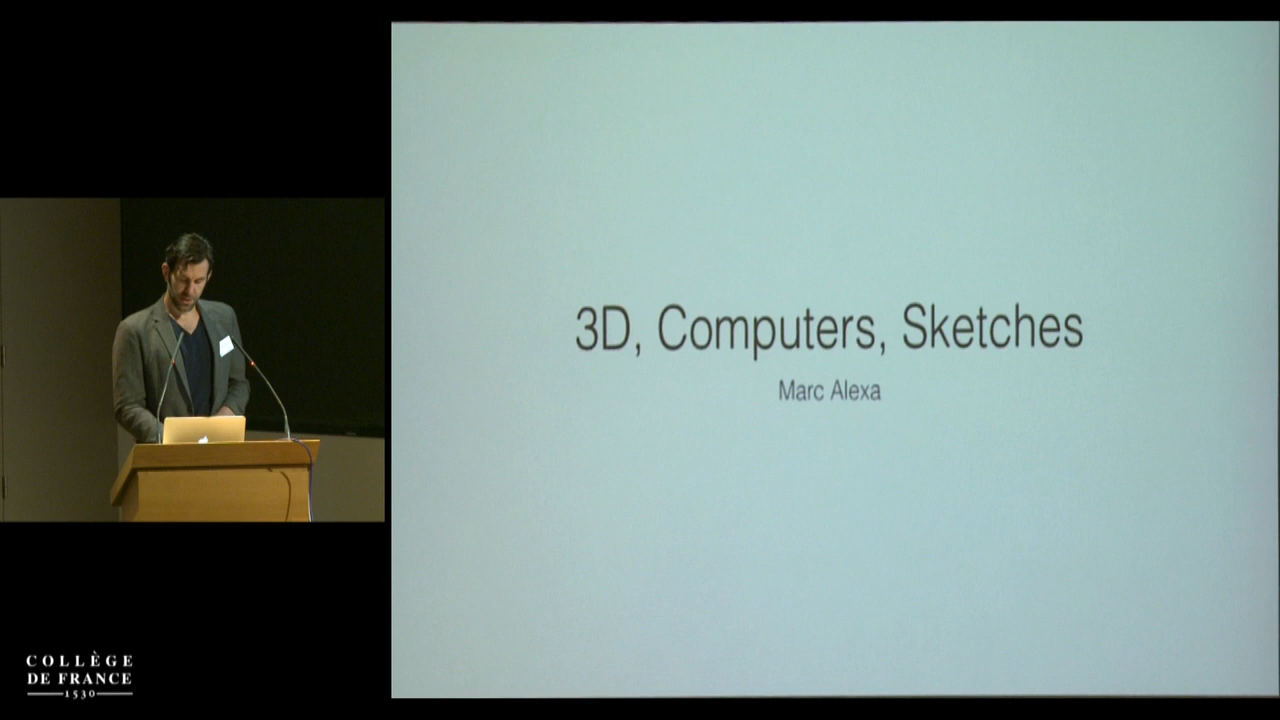 3D, Computers, Sketches
Marc Alexa
COLLÈGE
DE FRANCE
1530